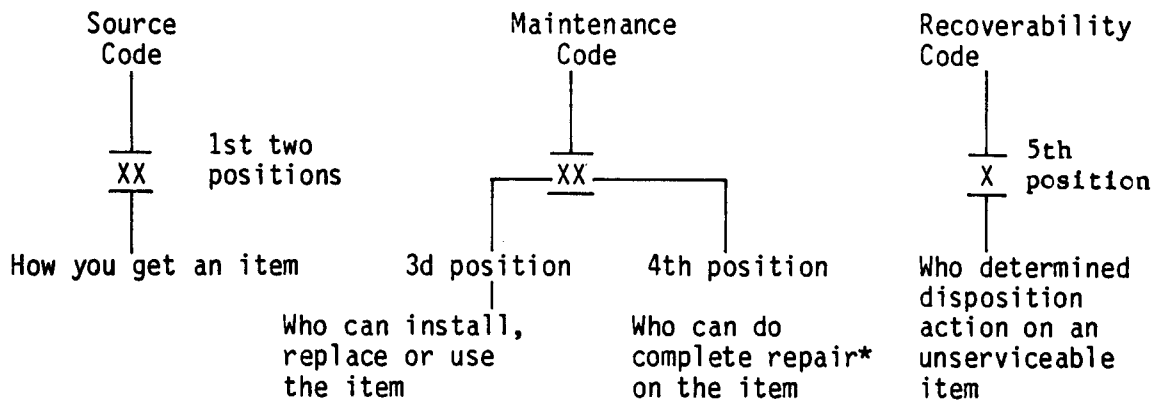 Source
Code
Maintenance
Code
Recoverability
Code
XX
1st two
positions
XX
X
5th
position
How you get an item
3d position
4th position
Who can install,
replace or use
the item
Who can do
complete repair*
on the item
Who determined
disposition
action on an
unserviceable
item